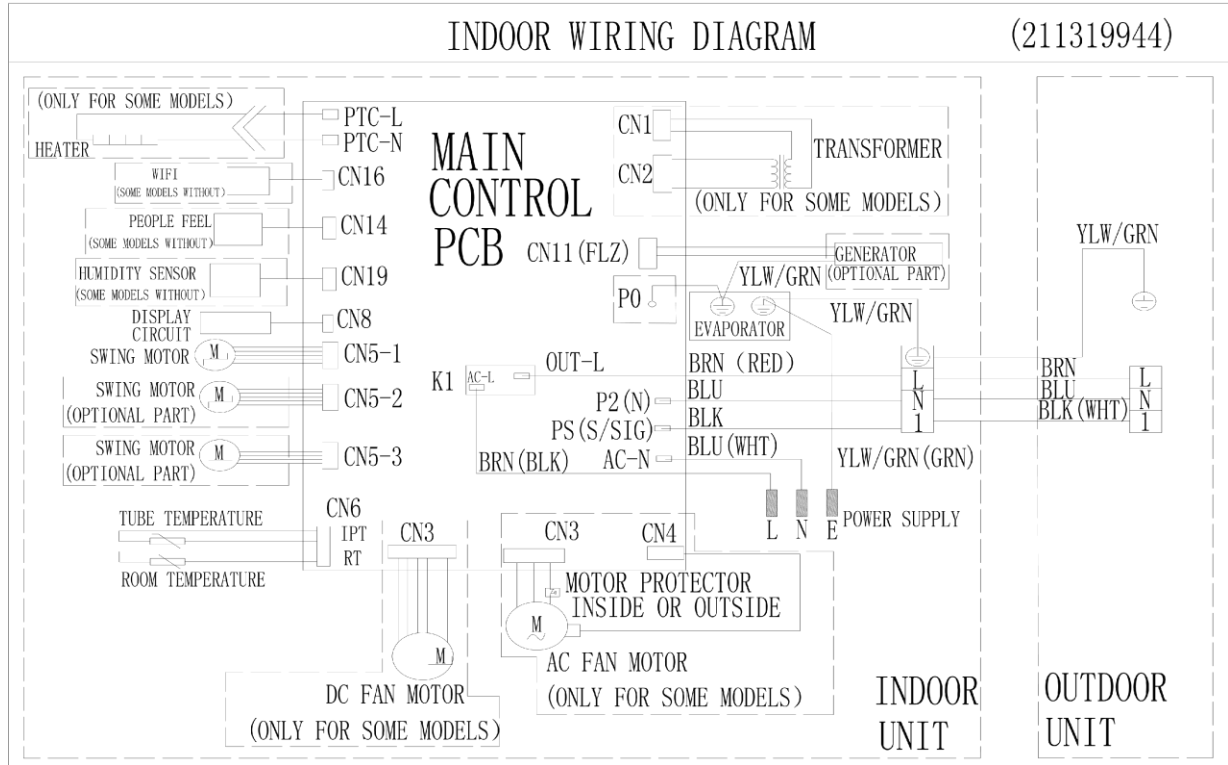 INDOOR WIRING DIAGRAM
(211319944)
(ONLY FOR SOME MODELS)
HEATER
PTC-L
PTC-N
WIFI
(SOME MODELS WITHOUT)
CN16
PEOPLE FEEL
(SOME MODELS WITHOUT)
CN14
HUMIDITY SENSOR
(SOME MODELS WITHOUT)
CN19
DISPLAY
CIRCUIT
CN8
SWING MOTOR
M
CN5-1
SWING MOTOR
(OPTIONAL PART)
M
CN5-2
SWING MOTOR
(OPTIONAL PART)
M
CN5-3
TUBE TEMPERATURE
ROOM TEMPERATURE
CN6
IPT
RT
MAIN
CONTROL
PCB
CN1
CN2
TRANSFORMER
(ONLY FOR SOME MODELS)
CN11(FLZ)
GENERATOR
(OPTIONAL PART)
YLW/GRN
P0
EVAPORATOR
YLW/GRN
K1
AC-L
OUT-L
BRN (RED)
P2(N)
BLU
PS(S/SIG)
BLK
BRN(BLK)
AC-N
BLU(WHT)
YLW/GRN(GRN)
L
N
1
L N E
POWER SUPPLY
CN3
M
DC FAN MOTOR
(ONLY FOR SOME MODELS)
CN3
CN4
MOTOR PROTECTOR
INSIDE OR OUTSIDE
M
AC FAN MOTOR
(ONLY FOR SOME MODELS)
INDOOR
UNIT
YLW/GRN
BRN
BLU
BLK(WHT)
L
N
1
OUTDOOR
UNIT